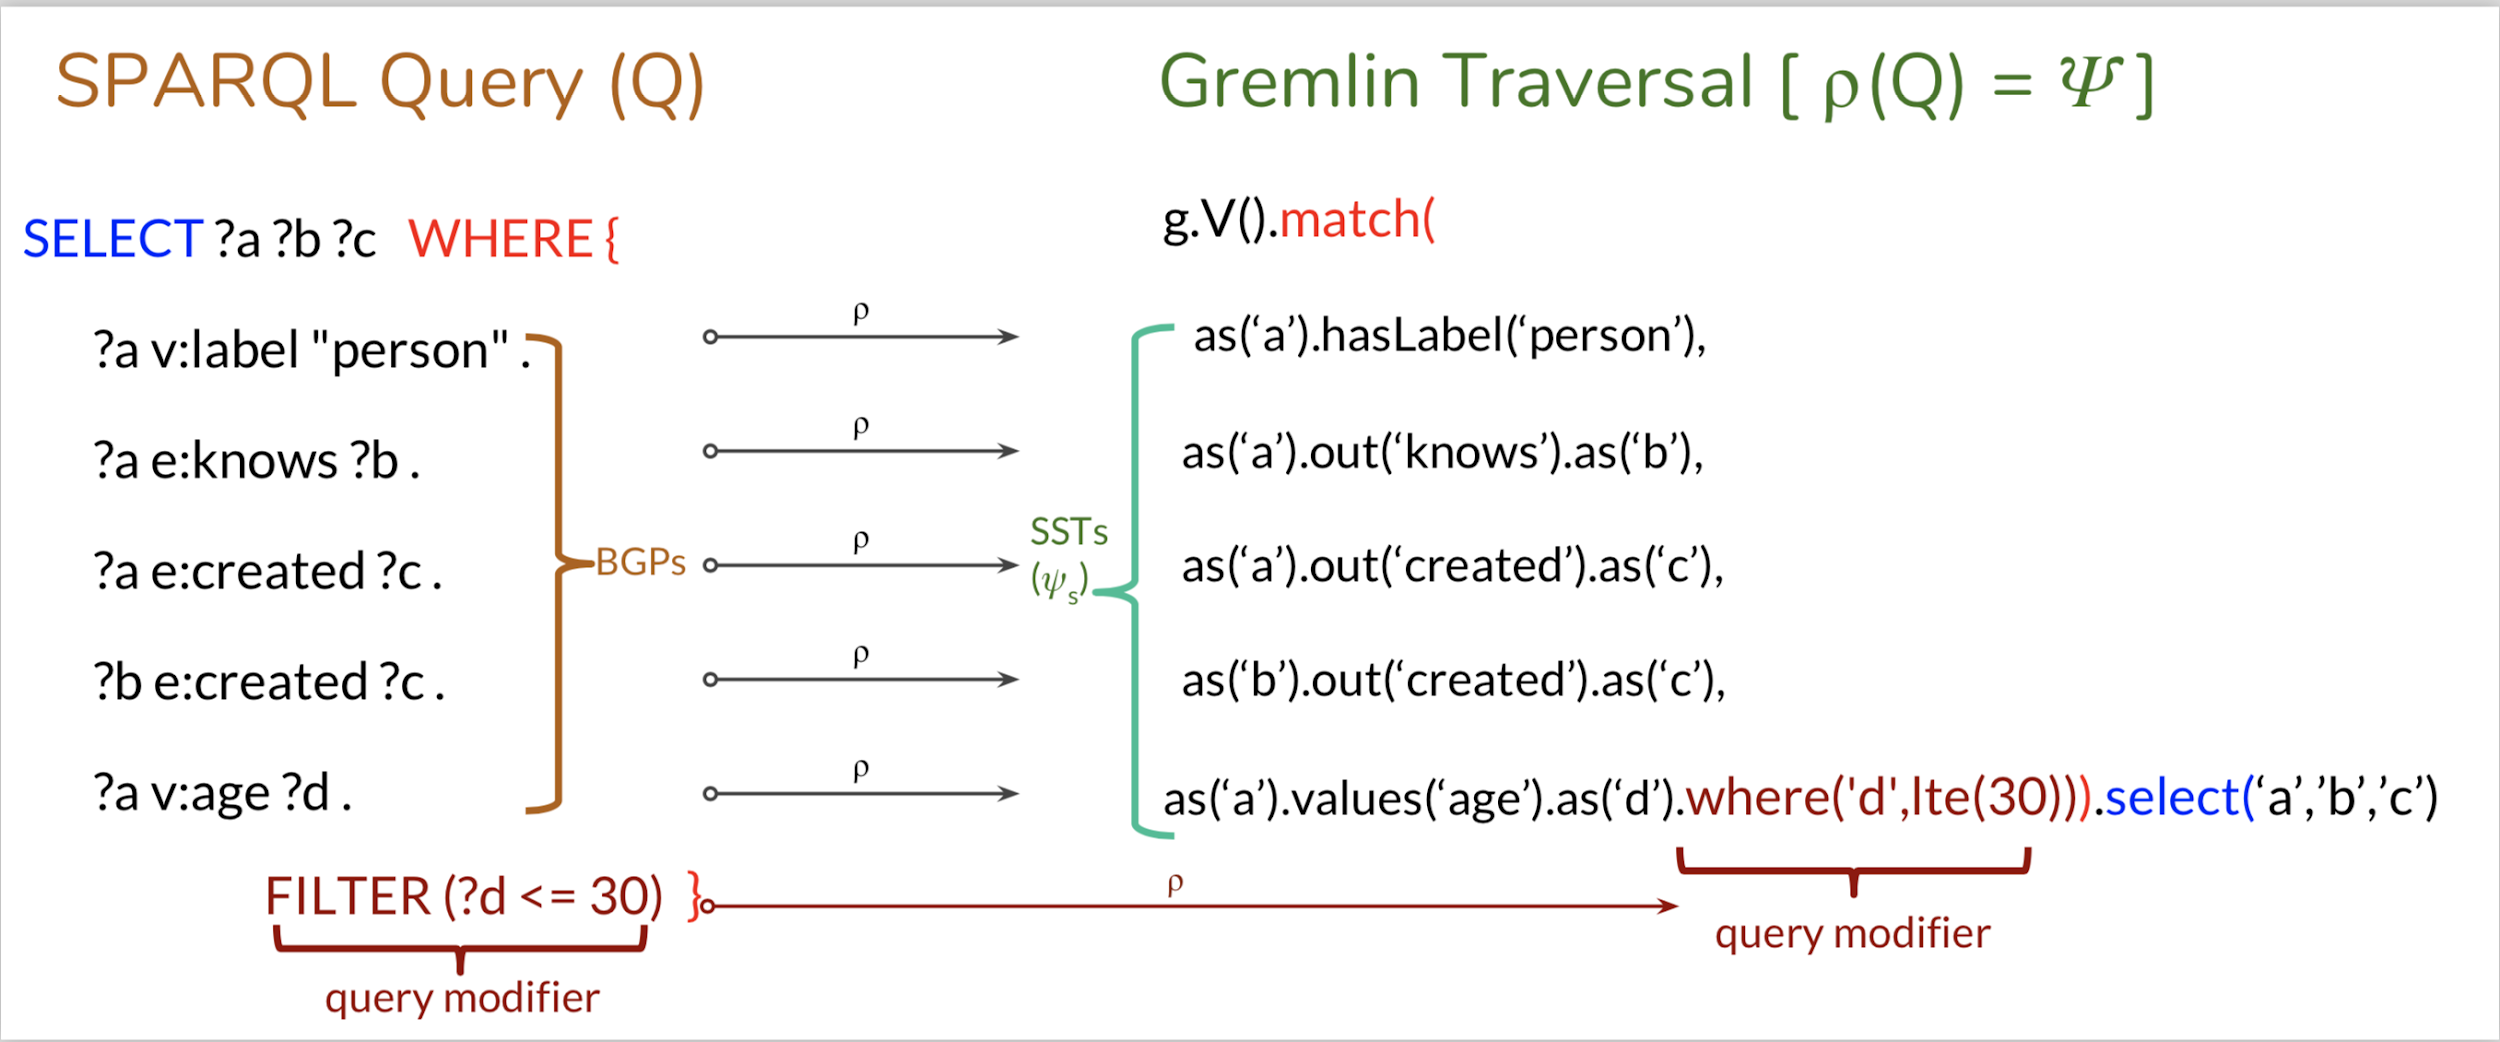 SPARQL Query (Q)
Gremlin Traversal [ ρ(Q) = Ψ ]
SELECT ?a ?b ?c WHERE {
g.V().match(
?a v:label "person" .
ρ
as(‘a’).hasLabel(‘person’),
?a e:knows ?b .
ρ
as(‘a’).out(‘knows’).as(‘b’),
?a e:created ?c .
BGPs
ρ
SSTs
(ψs)
as(‘a’).out(‘created’).as(‘c’),
?b e:created ?c .
ρ
as(‘b’).out(‘created’).as(‘c’),
?a v:age ?d .
ρ
as(‘a’).values(‘age’).as(‘d’).where('d',lte(30))).select(‘a’,’b’,’c’)
FILTER (?d <= 30) }
ρ
query modifier
query modifier